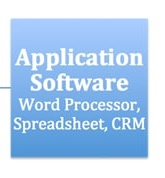 Application
Software
Word Processor,
Spreadsheet, CRM